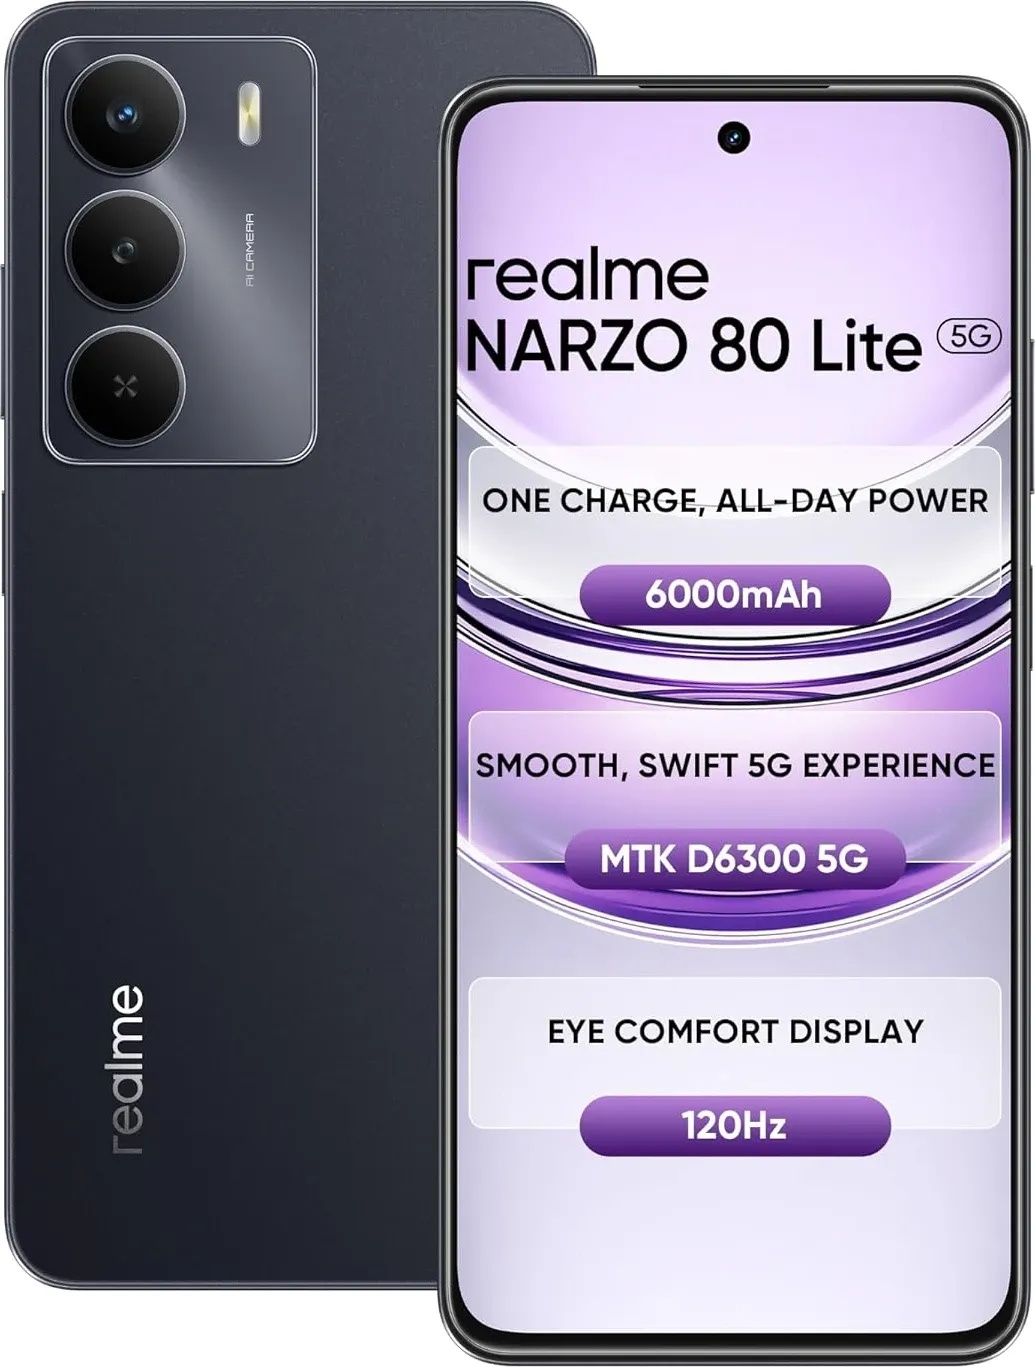 AI CAMERA
realme
realme
NARZO 80 Lite 5G
ONE CHARGE, ALL-DAY POWER
6000mAh
SMOOTH, SWIFT 5G EXPERIENCE
MTK D6300 5G
EYE COMFORT DISPLAY
120Hz